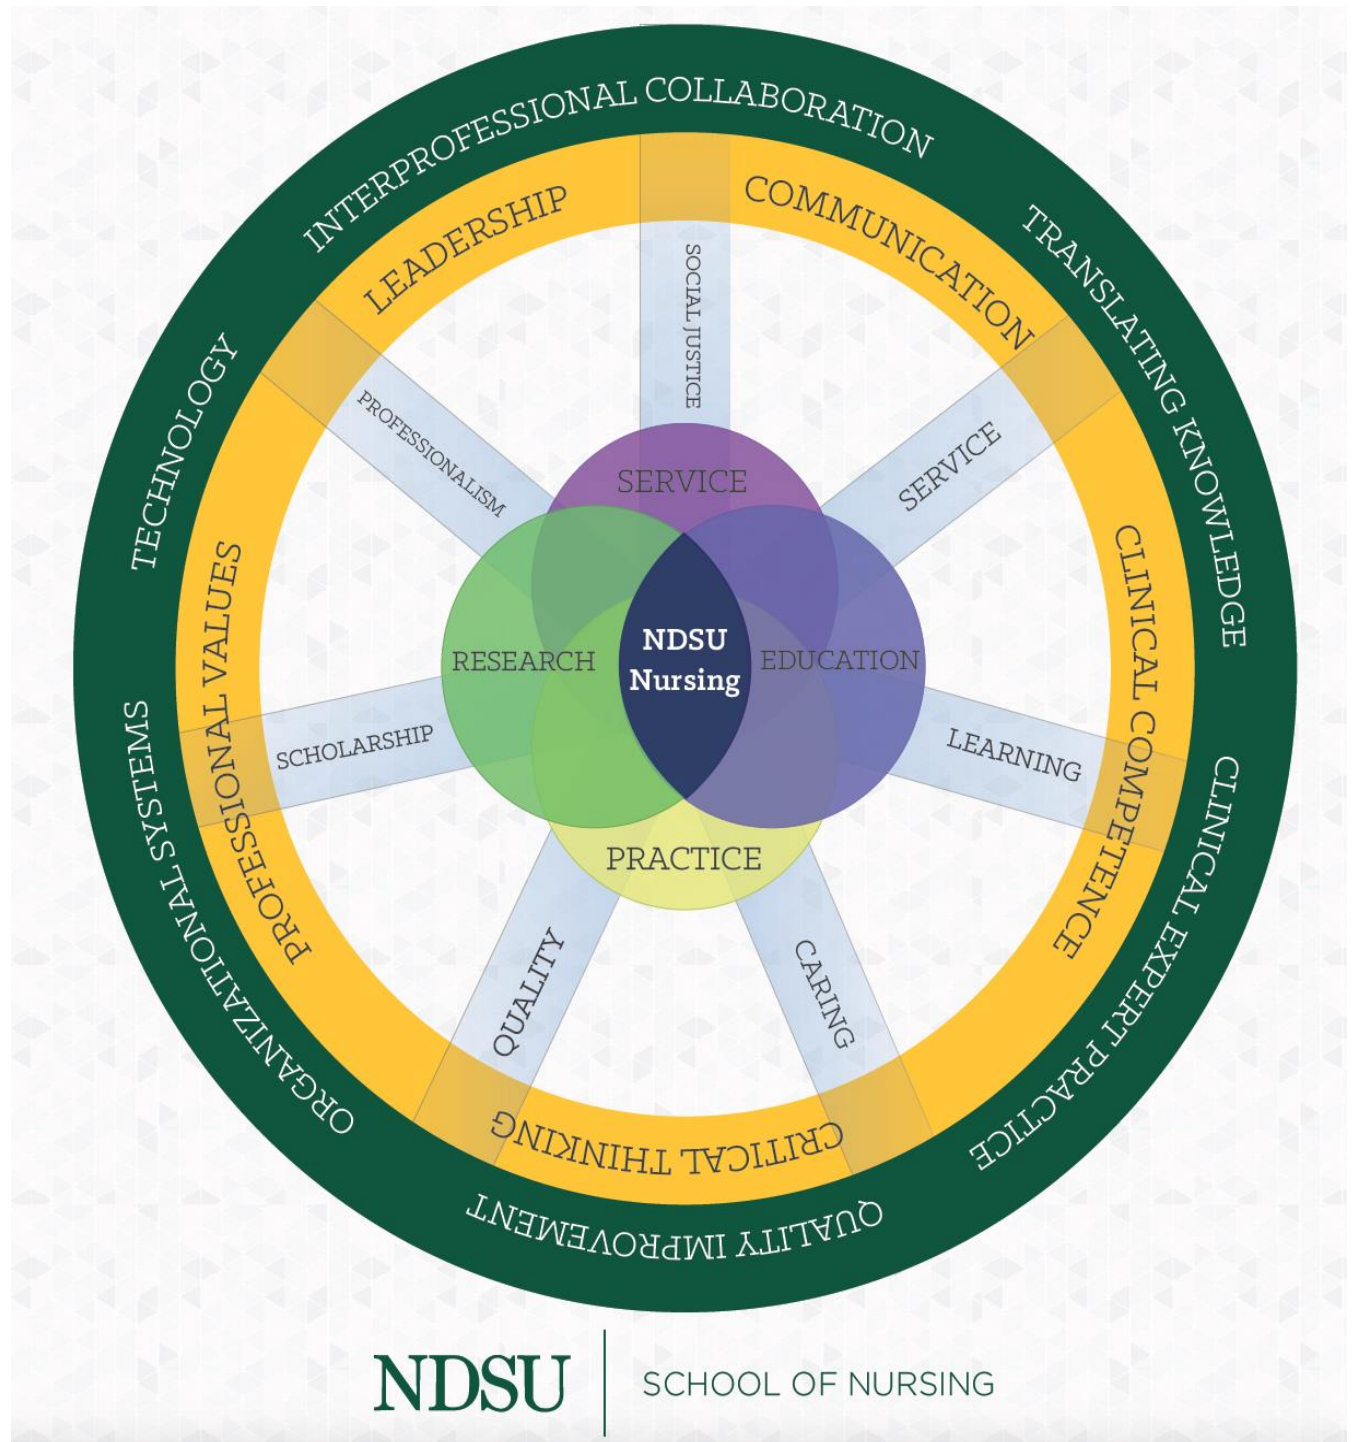 INTERPROFESSIONAL COLLABORATION
TRANSLATING KNOWLEDGE
CLINICAL EXPERT PRACTICE
QUALITY IMPROVEMENT
ORGANIZATIONAL SYSTEMS
TECHNOLOGY
LEADERSHIP
COMMUNICATION
CLINICAL COMPETENCE
CRITICAL THINKING
PROFESSIONAL VALUES
SOCIAL JUSTICE
SERVICE
LEARNING
CARING
QUALITY
SCHOLARSHIP
PROFESSIONALISM
SERVICE
RESEARCH
NDSU
Nursing
EDUCATION
PRACTICE
NDSU
SCHOOL OF NURSING